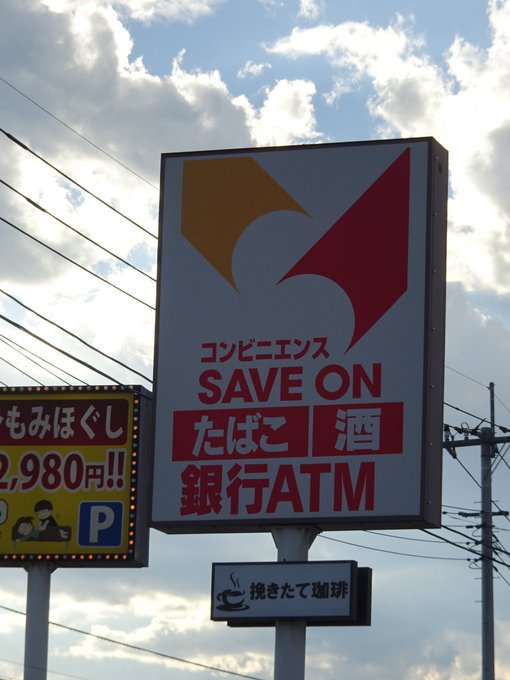 コンビニエンス
SAVE ON
たばこ 酒
銀行ATM
挽きたて珈琲
もみほぐし
2,980円!!
P